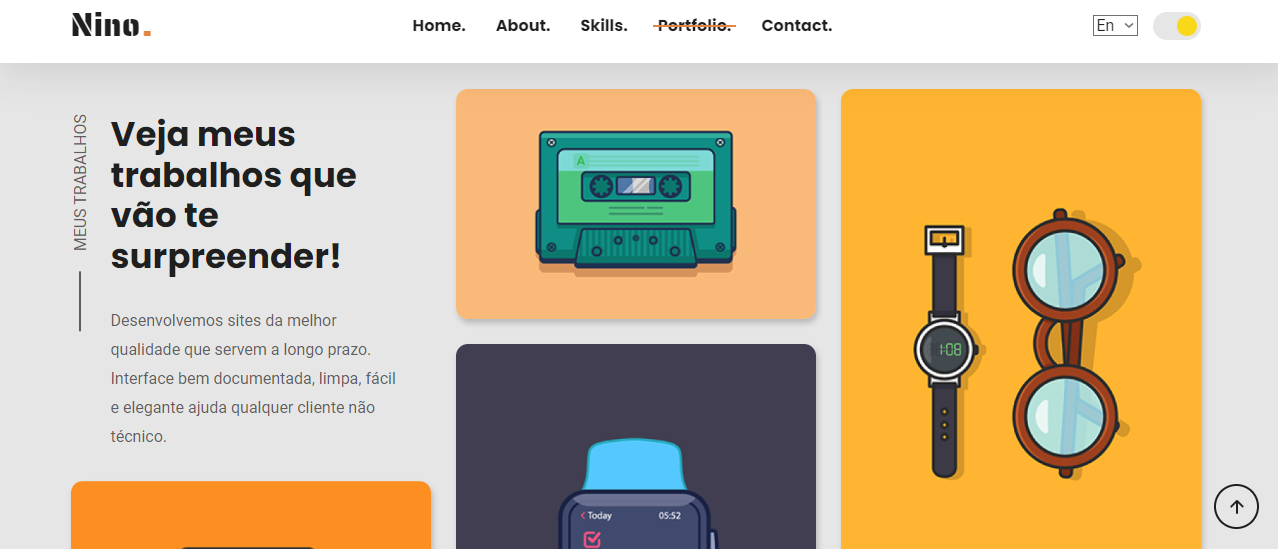 Nino.
Home. About. Skills. Portfolio. Contact.
En
MEUS TRABALHOS
Veja meus
trabalhos que
vão te
surpreender!
Desenvolvemos sites da melhor
qualidade que servem a longo prazo.
Interface bem documentada, limpa, fácil
e elegante ajuda qualquer cliente não
técnico.
A
1:08
Today 05:52